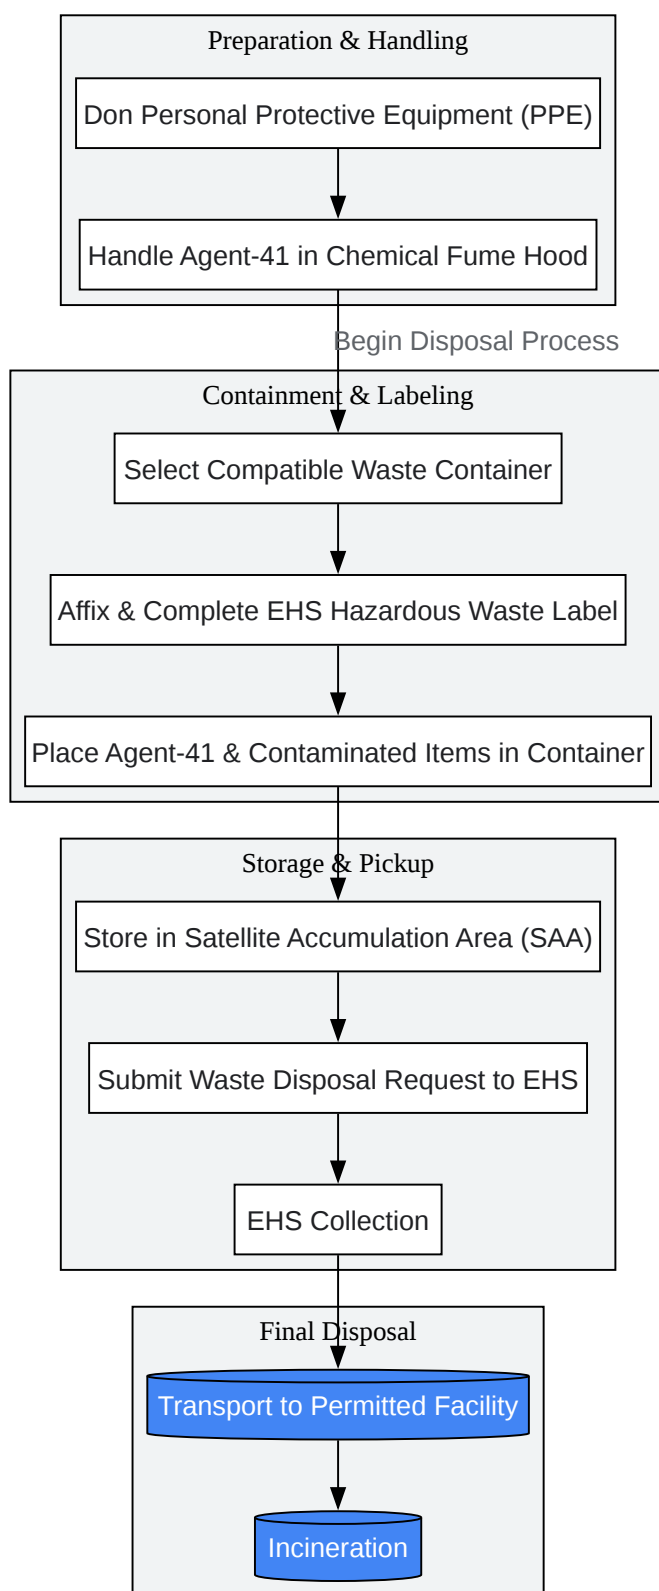 Preparation & Handling
Don Personal Protective Equipment (PPE)
Handle Agent-41 in Chemical Fume Hood
Begin Disposal Process
Containment & Labeling
Select Compatible Waste Container
Affix & Complete EHS Hazardous Waste Label
Place Agent-41 & Contaminated Items in Container
Storage & Pickup
Store in Satellite Accumulation Area (SAA)
Submit Waste Disposal Request to EHS
EHS Collection
Final Disposal
Transport to Permitted Facility
Incineration